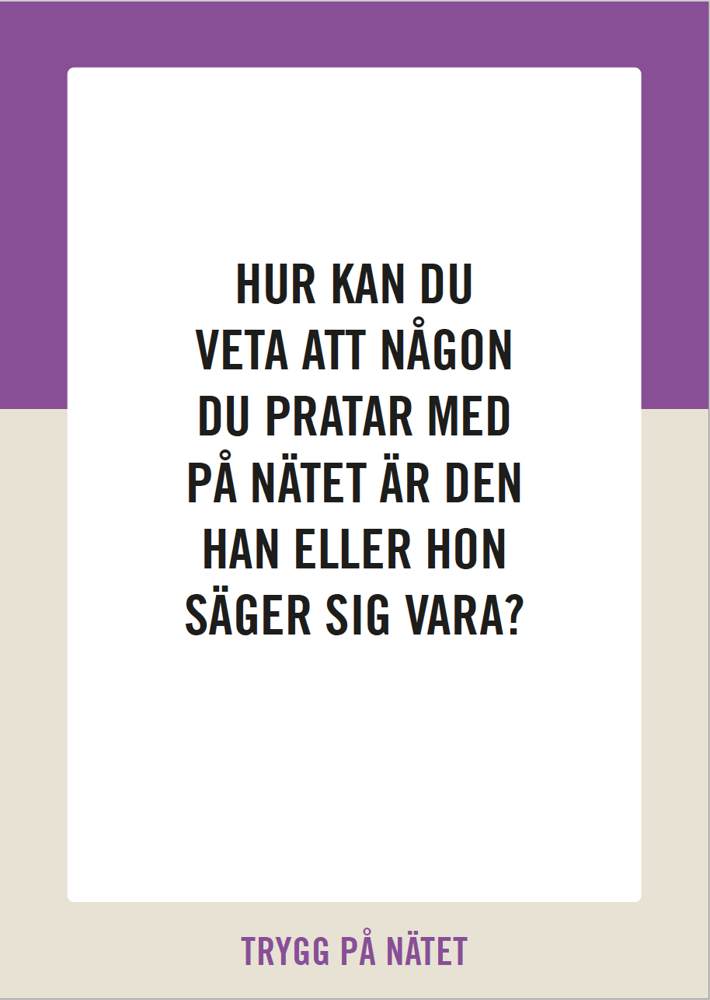 HUR KAN DU
VETA ATT NÅGON
DU PRATAR MED
PÅ NÄTET ÄR DEN
HAN ELLER HON
SÄGER SIG VARA?
TRYGG PÅ NÄTET